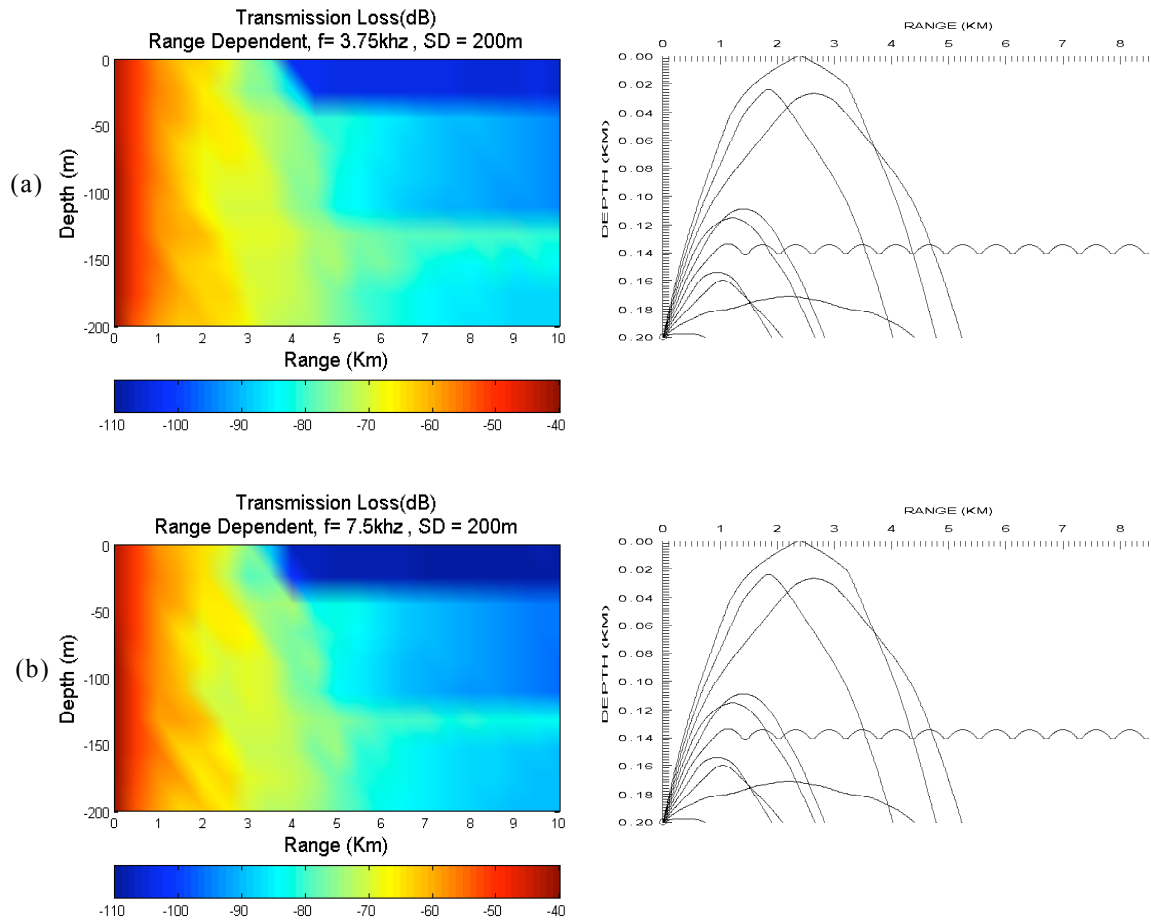 Transmission Loss(dB)
Range Dependent, f= 3.75khz , SD = 200m
(a)
Depth (m)
0
-50
-100
-150
-200
0 1 2 3 4 5 6 7 8 9 10
Range (Km)
-110 -100 -90 -80 -70 -60 -50 -40
RANGE (KM)
0 1 2 3 4 5 6 7 8
DEPTH (KM)
0.00
0.02
0.04
0.06
0.08
0.10
0.12
0.14
0.16
0.18
0.20
Transmission Loss(dB)
Range Dependent, f= 7.5khz , SD = 200m
(b)
Depth (m)
0
-50
-100
-150
-200
0 1 2 3 4 5 6 7 8 9 10
Range (Km)
-110 -100 -90 -80 -70 -60 -50 -40
RANGE (KM)
0 1 2 3 4 5 6 7 8
DEPTH (KM)
0.00
0.02
0.04
0.06
0.08
0.10
0.12
0.14
0.16
0.18
0.20